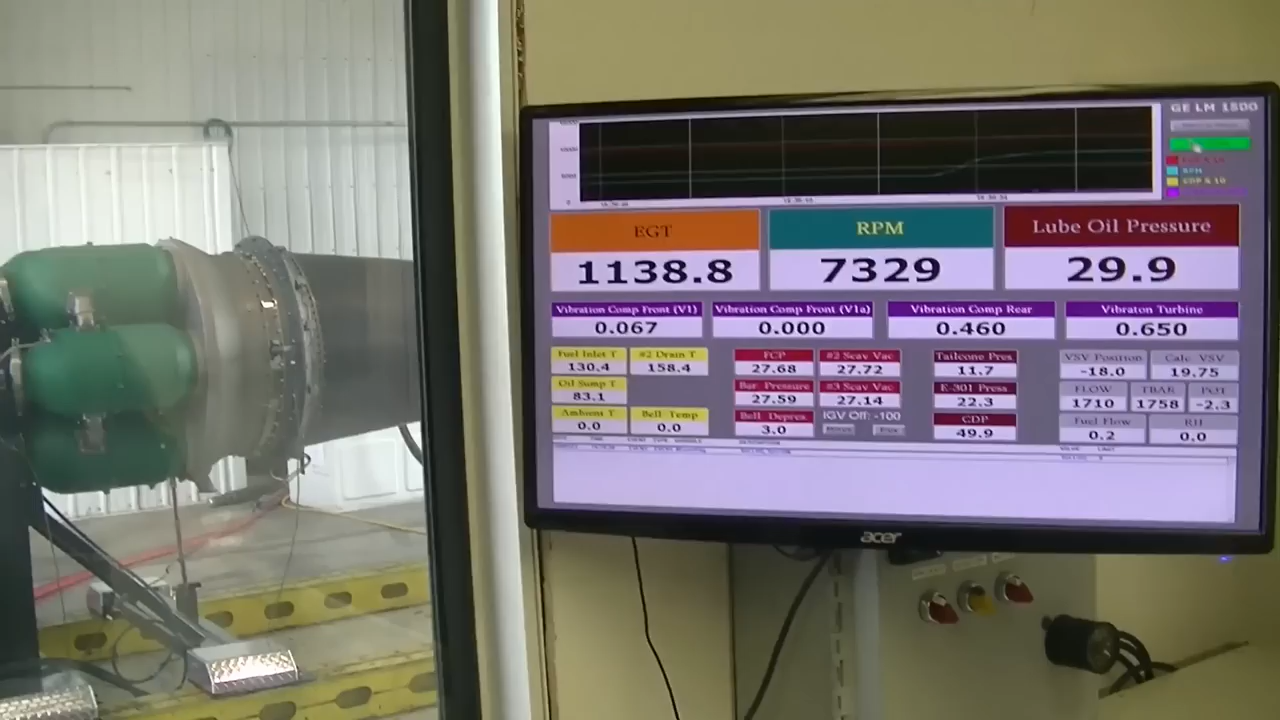 GE LM 1500
RPM
CDP X 10
EGT RPM Lube Oil Pressure
1138.8 7329 29.9
Vibration Comp Front (V1) Vibration Comp Front (V1a) Vibration Comp Rear Vibraton Turbine
0.067 0.000 0.460 0.650
Fuel Inlet T #2 Drain T FCP #2 Scav Vac Tailcone Pres VSV Position Calc. VSV
130.4 158.4 27.68 27.72 11.7 -18.0 19.75
Oil Sump T Bar. Pressure #3 Scav Vac E-301 Press FLOW TBAR POT
83.1 27.59 27.14 22.3 1710 1758 -2.3
Ambient T Bell Temp Bell Depres. IGV Off: -100 CDP Fuel Flow RH
0.0 0.0 3.0 49.9 0.2 0.0
acer